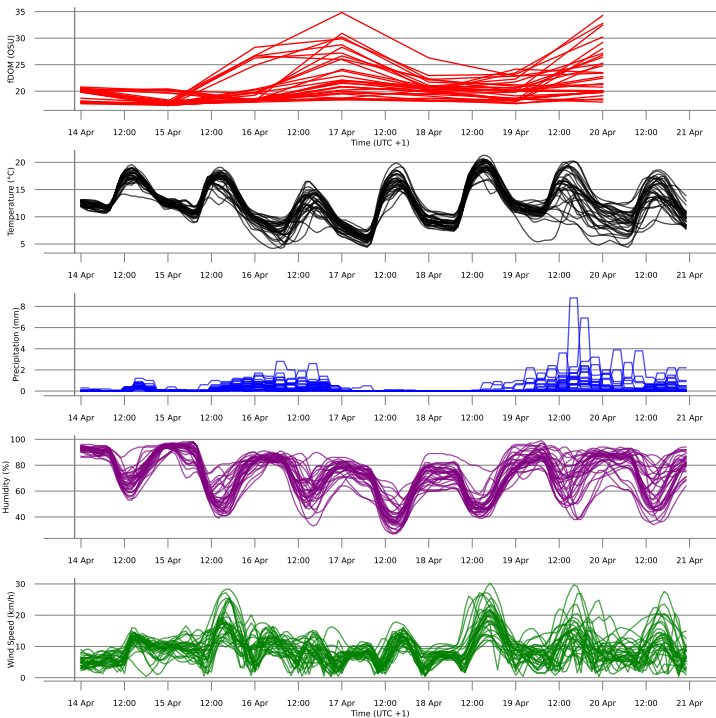 35
30
25
20
fDOM (QSU)
14 Apr 12:00 15 Apr 12:00 16 Apr 12:00 17 Apr 12:00 18 Apr 12:00 19 Apr 12:00 20 Apr 12:00 21 Apr
Time (UTC +1)
20
15
10
5
Temperature (°C)
14 Apr 12:00 15 Apr 12:00 16 Apr 12:00 17 Apr 12:00 18 Apr 12:00 19 Apr 12:00 20 Apr 12:00 21 Apr
8
6
4
2
0
Precipitation (mm)
14 Apr 12:00 15 Apr 12:00 16 Apr 12:00 17 Apr 12:00 18 Apr 12:00 19 Apr 12:00 20 Apr 12:00 21 Apr
100
80
60
40
Humidity (%)
14 Apr 12:00 15 Apr 12:00 16 Apr 12:00 17 Apr 12:00 18 Apr 12:00 19 Apr 12:00 20 Apr 12:00 21 Apr
30
20
10
0
Wind Speed (km/h)
14 Apr 12:00 15 Apr 12:00 16 Apr 12:00 17 Apr 12:00 18 Apr 12:00 19 Apr 12:00 20 Apr 12:00 21 Apr
Time (UTC +1)